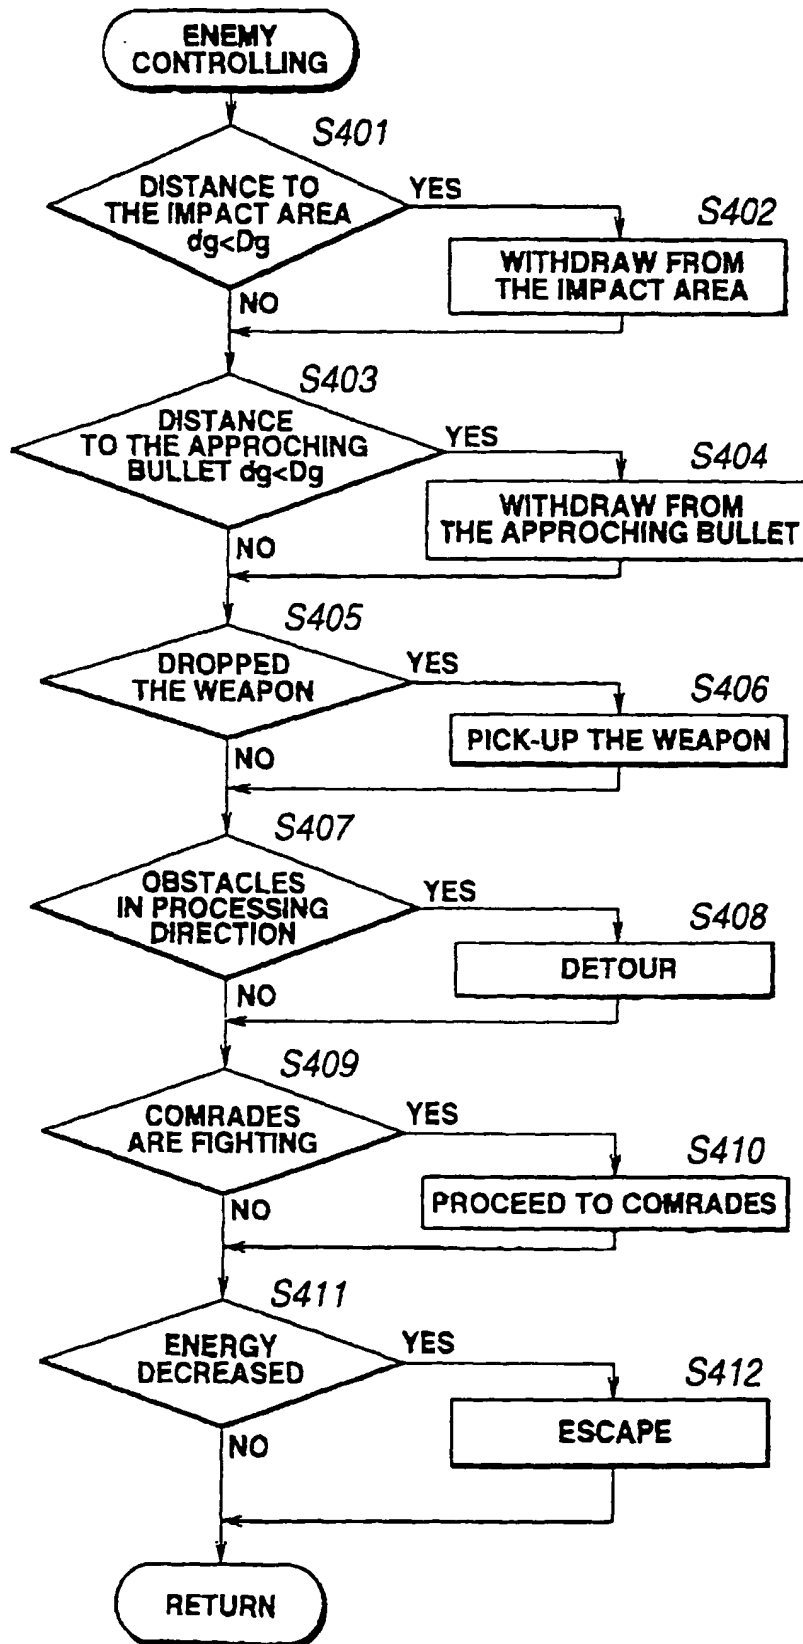 ENEMY
CONTROLLING
S401
DISTANCE TO
THE IMPACT AREA
dg<Dg
YES
S402
WITHDRAW FROM
THE IMPACT AREA
NO
S403
DISTANCE
TO THE APPROCHING
BULLET dg<Dg
YES
S404
WITHDRAW FROM
THE APPROCHING BULLET
NO
S405
DROPPED
THE WEAPON
YES
S406
PICK-UP THE WEAPON
NO
S407
OBSTACLES
IN PROCESSING
DIRECTION
YES
S408
DETOUR
NO
S409
COMRADES
ARE FIGHTING
YES
S410
PROCEED TO COMRADES
NO
S411
ENERGY
DECREASED
YES
S412
ESCAPE
NO
RETURN